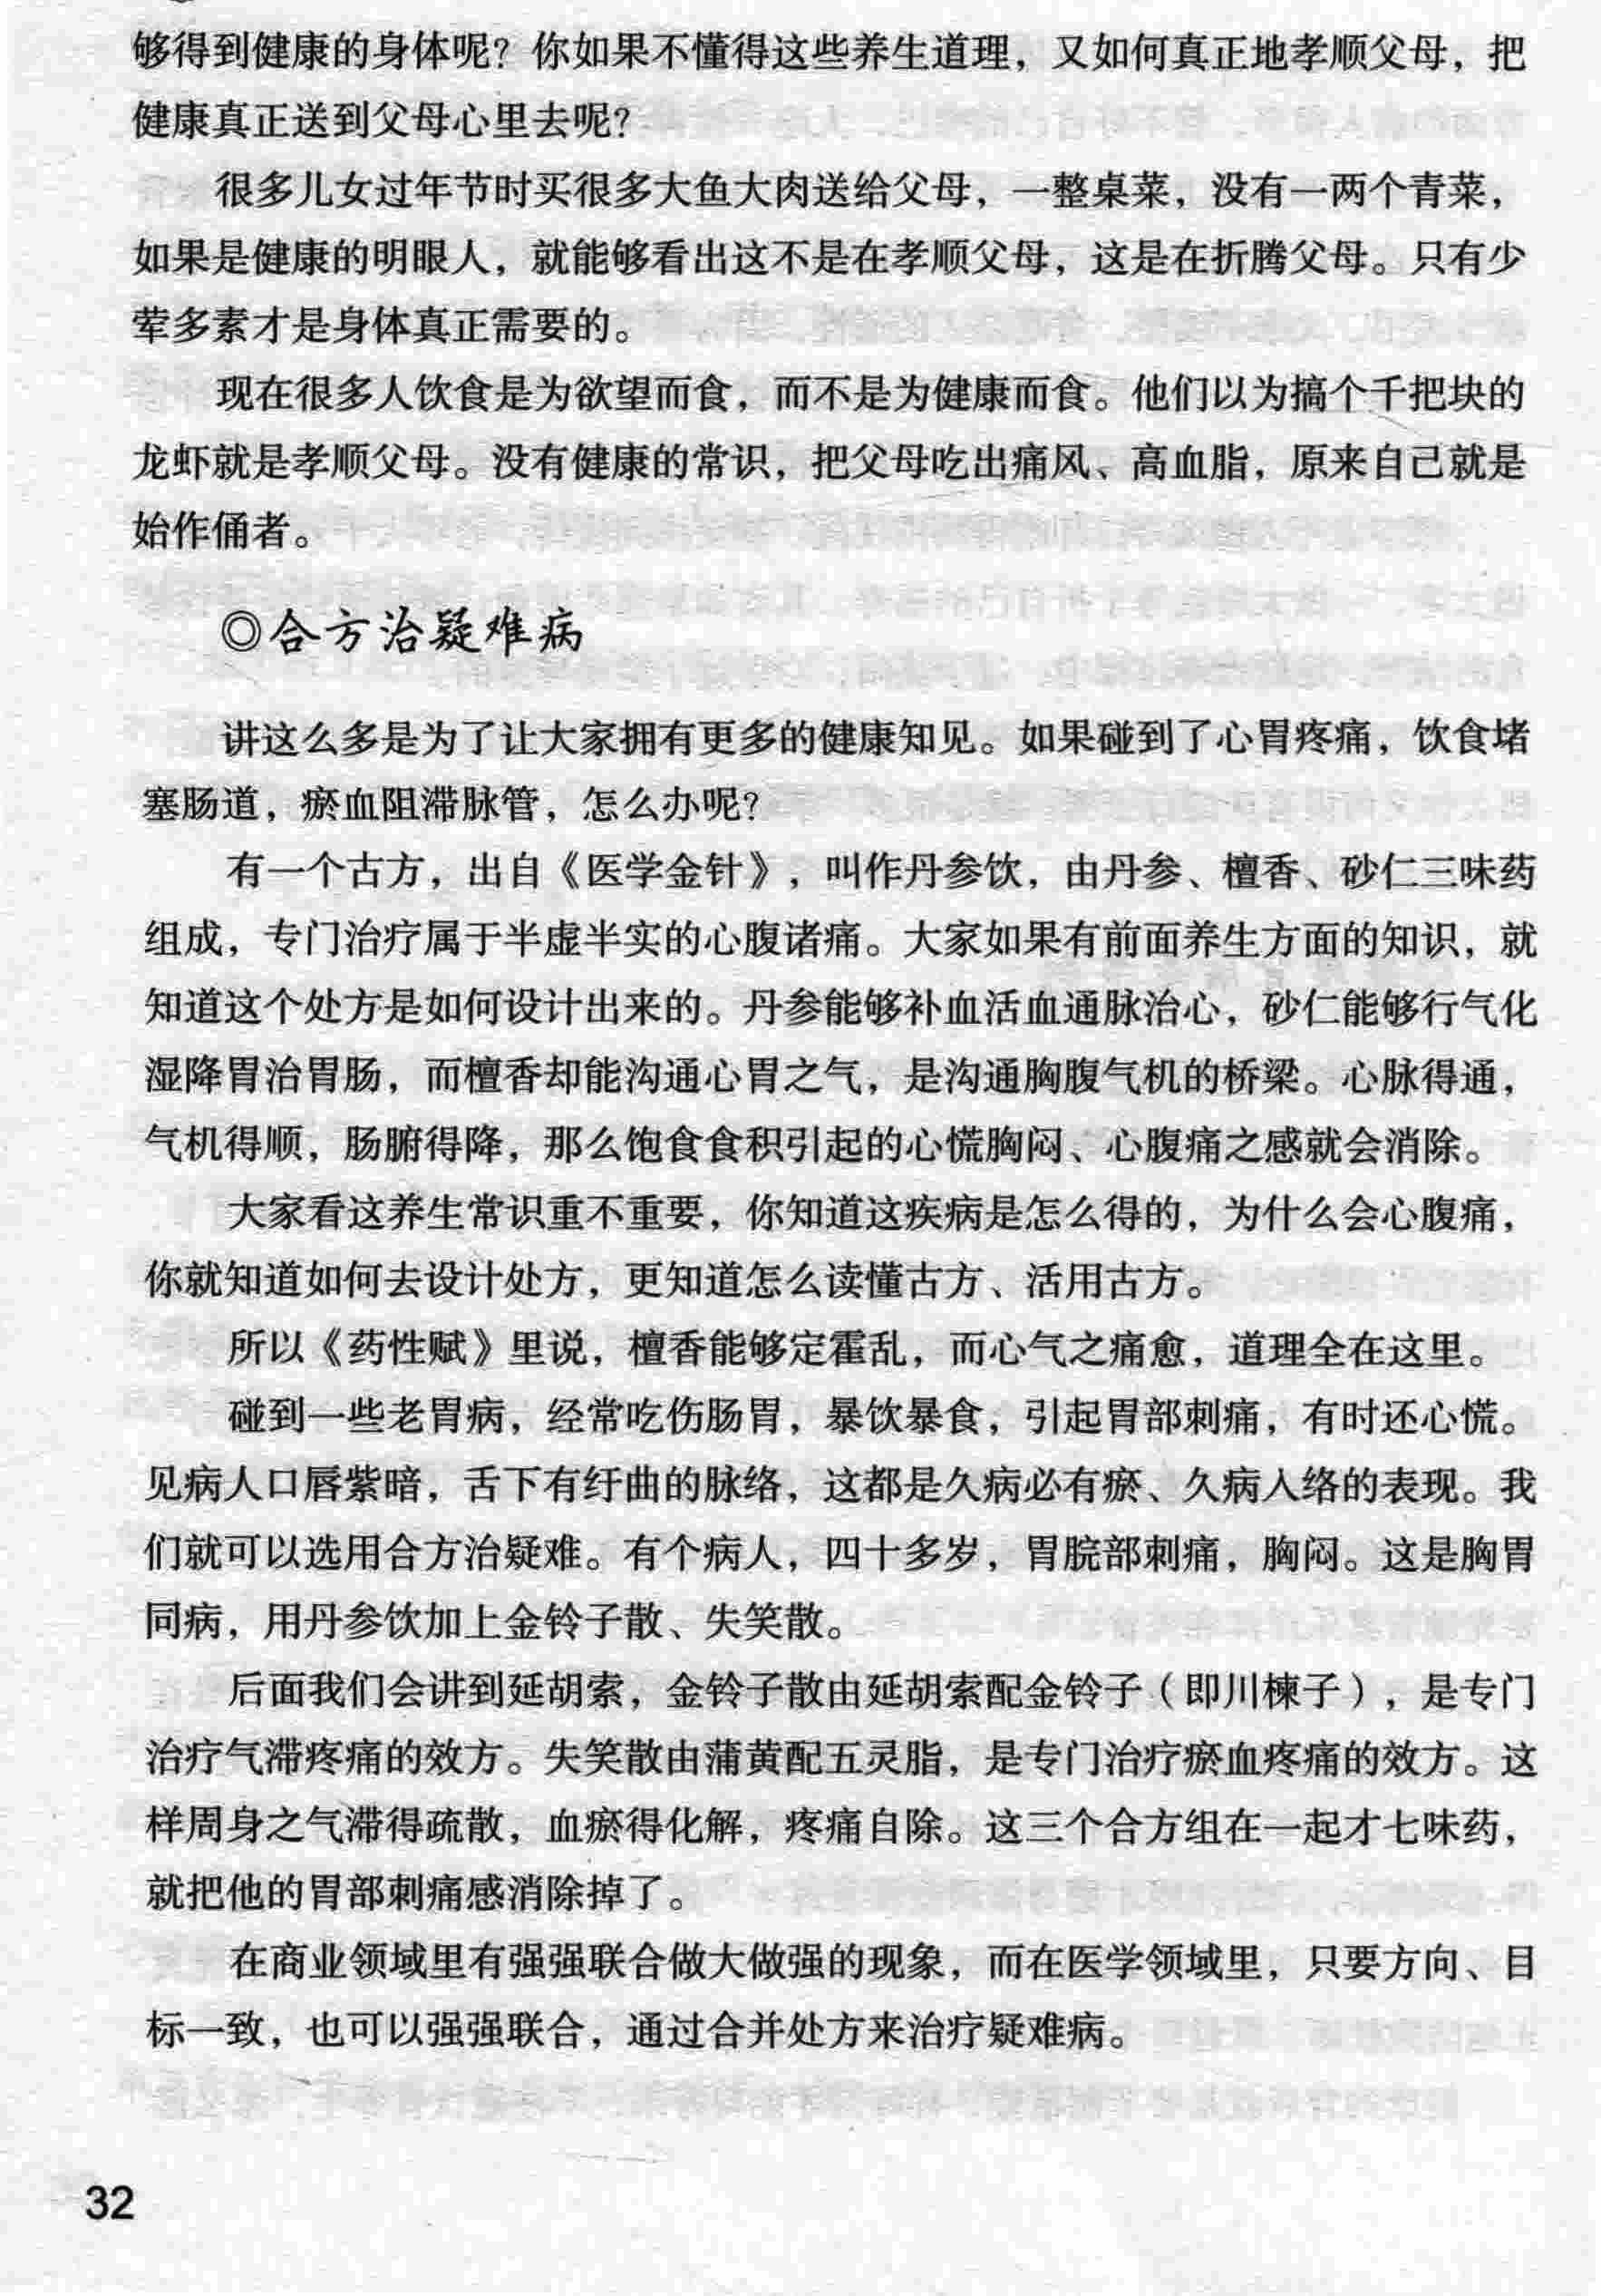 够得到健康的身体呢？你如果不懂得这些养生道理，又如何真正地孝顺父母，把
健康真正送到父母心里去呢？
很多儿女过年节时买很多大鱼大肉送给父母，一整桌菜，没有一两个青菜，
如果是健康的明眼人，就能够看出这不是在孝顺父母，这是在折腾父母。只有少
荤多素才是身体真正需要的。
现在很多人饮食是为欲望而食，而不是为健康而食。他们以为搞个千把块的
龙虾就是孝顺父母。没有健康的常识，把父母吃出痛风、高血脂，原来自己就是
始作俑者。
◎合方治疑难病
讲这么多是为了让大家拥有更多的健康知见。如果碰到了心胃疼痛，饮食堵
塞肠道，瘀血阻滞脉管，怎么办呢？
有一个古方，出自《医学金针》，叫作丹参饮，由丹参、檀香、砂仁三味药
组成，专门治疗属于半虚半实的心腹诸痛。大家如果有前面养生方面的知识，就
知道这个处方是如何设计出来的。丹参能够补血活血通脉治心，砂仁能够行气化
湿降胃治胃肠，而檀香却能沟通心胃之气，是沟通胸腹气机的桥梁。心脉得通，
气机得顺，肠腑得降，那么饱食食积引起的心慌胸闷、心腹痛之感就会消除。
大家看这养生常识重不重要，你知道这疾病是怎么得的，为什么会心腹痛，
你就知道如何去设计处方，更知道怎么读懂古方、活用古方。
所以《药性赋》里说，檀香能够定霍乱，而心气之痛愈，道理全在这里。
碰到一些老胃病，经常吃伤肠胃，暴饮暴食，引起胃部刺痛，有时还心慌。
见病人口唇紫暗，舌下有纡曲的脉络，这都是久病必有瘀、久病入络的表现。我
们就可以选用合方治疑难。有个病人，四十多岁，胃脘部刺痛，胸闷。这是胸胃
同病，用丹参饮加上金铃子散、失笑散。
后面我们会讲到延胡索，金铃子散由延胡索配金铃子（即川楝子），是专门
治疗气滞疼痛的效方。失笑散由蒲黄配五灵脂，是专门治疗瘀血疼痛的效方。这
样周身之气滞得疏散，血瘀得化解，疼痛自除。这三个合方组在一起才七味药，
就把他的胃部刺痛感消除掉了。
在商业领域里有强强联合做大做强的现象，而在医学领域里，只要方向、目
标一致，也可以强强联合，通过合并处方来治疗疑难病。
32